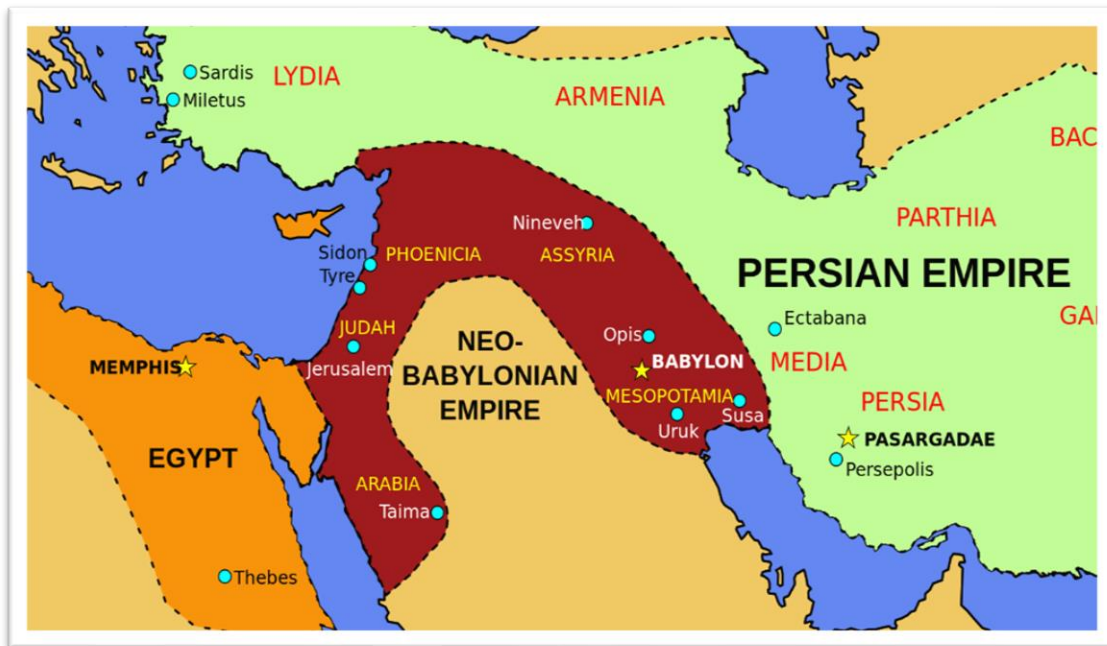 Sardis
LYDIA
Miletus
ARMENIA
BAC
PARTHIA
Nineveh
Sidon
PHOENICIA
ASSYRIA
Tyre
PERSIAN EMPIRE
Ectabana
GA
JUDAH
Opis
NEO-
BABYLONIAN
EMPIRE
BABYLON
MEDIA
MEMPHIS
Jerusalem
MESOPOTAMIA
PERSIA
Susa
Uruk
PASARGADAE
EGYPT
Persepolis
ARABIA
Taima
Thebes